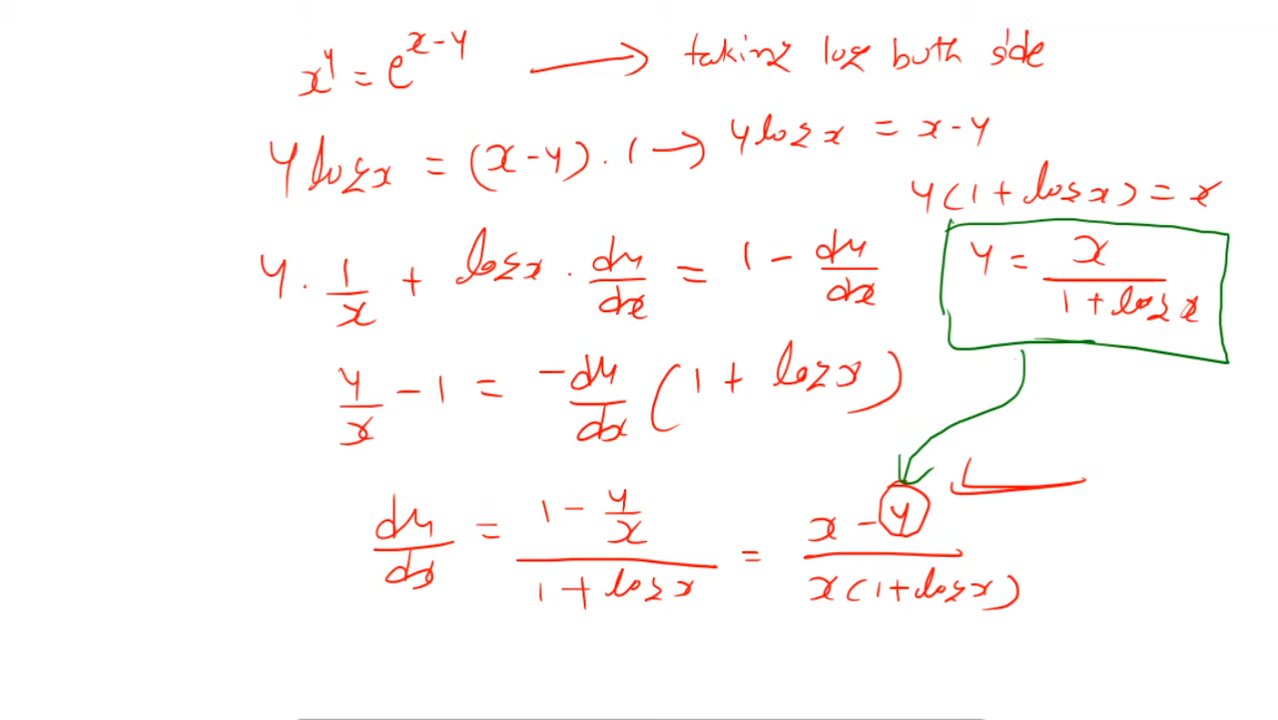 x^y = e^{x-y} ⟶ taking log both side
y log x = (x-y).1 → y log x = x-y
y(1+log x) = x
y = x/(1+log x)
y · 1/x + log x · dy/dx = 1 - dy/dx
y/x - 1 = -dy/dx (1 + log x)
dy/dx = (1 - y/x)/(1 + log x) = (x - y)/(x(1+log x))